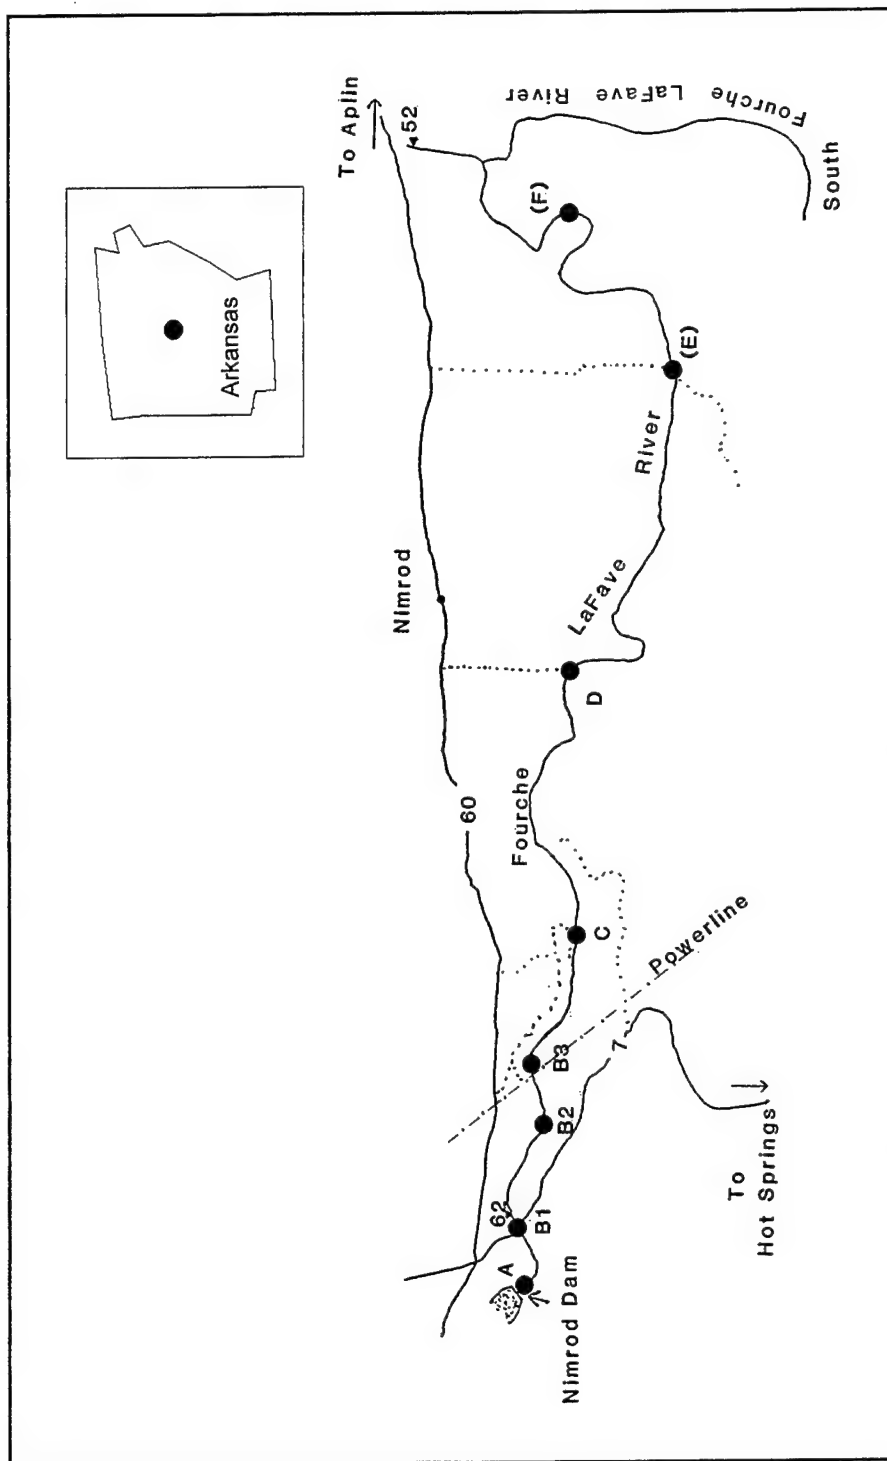 Arkansas
To Aplin
52
Fourche LaFave River
South
(F)
(E)
River
LaFave
Nimrod
D
Fourche
60
C
Powerline
7
B3
B2
62
B1
A
Nimrod Dam
To
Hot Springs